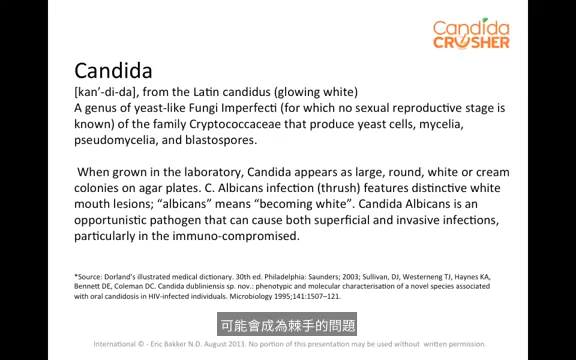 Candida
CRUSHER
Candida
[kan'-di-da], from the Latin candidus (glowing white)
A genus of yeast-like Fungi Imperfecti (for which no sexual reproductive stage is
known) of the family Cryptococcaceae that produce yeast cells, mycelia,
pseudomycelia, and blastospores.
When grown in the laboratory, Candida appears as large, round, white or cream
colonies on agar plates. C. Albicans infection (thrush) features distinctive white
mouth lesions; “albicans” means “becoming white”. Candida Albicans is an
opportunistic pathogen that can cause both superficial and invasive infections,
particularly in the immuno-compromised.
*Source: Dorland's illustrated medical dictionary. 30th ed. Philadelphia: Saunders; 2003; Sullivan, DJ, Westerneng TJ, Haynes KA,
Bennett DE, Coleman DC. Candida dubliniensis sp. nov.: phenotypic and molecular characterisation of a novel species associated
with oral candidosis in HIV-infected individuals. Microbiology 1995;141:1507–121.
可能會成為棘手的問題
International © - Eric Bakker N.D. August 2013. No portion of this presentation may be used without written permission.